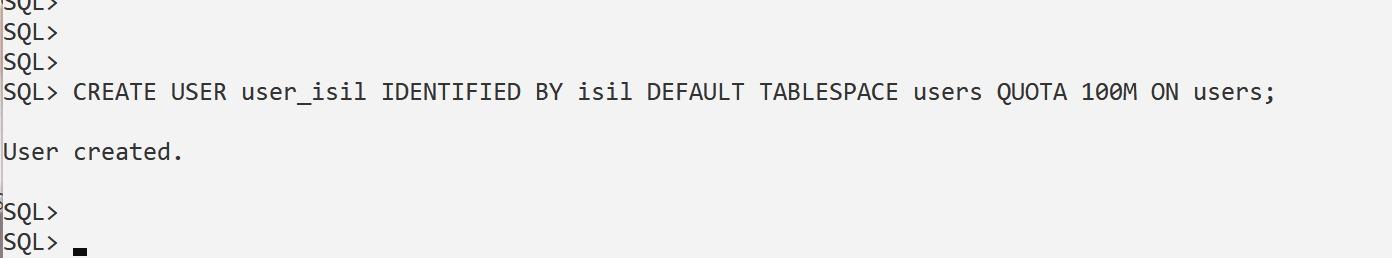 SQL>
SQL>
SQL>
SQL> CREATE USER user_isil IDENTIFIED BY isil DEFAULT TABLESPACE users QUOTA 100M ON users;
User created.
SQL>
SQL>